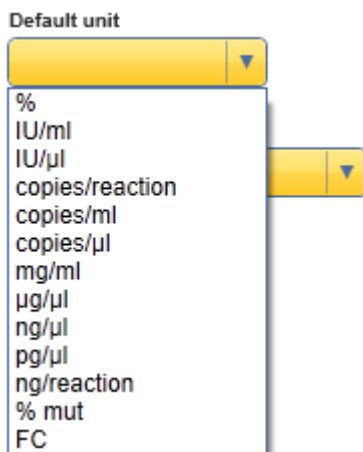 Default unit
%
IU/ml
IU/µl
copies/reaction
copies/ml
copies/µl
mg/ml
µg/µl
ng/µl
pg/µl
ng/reaction
% mut
FC